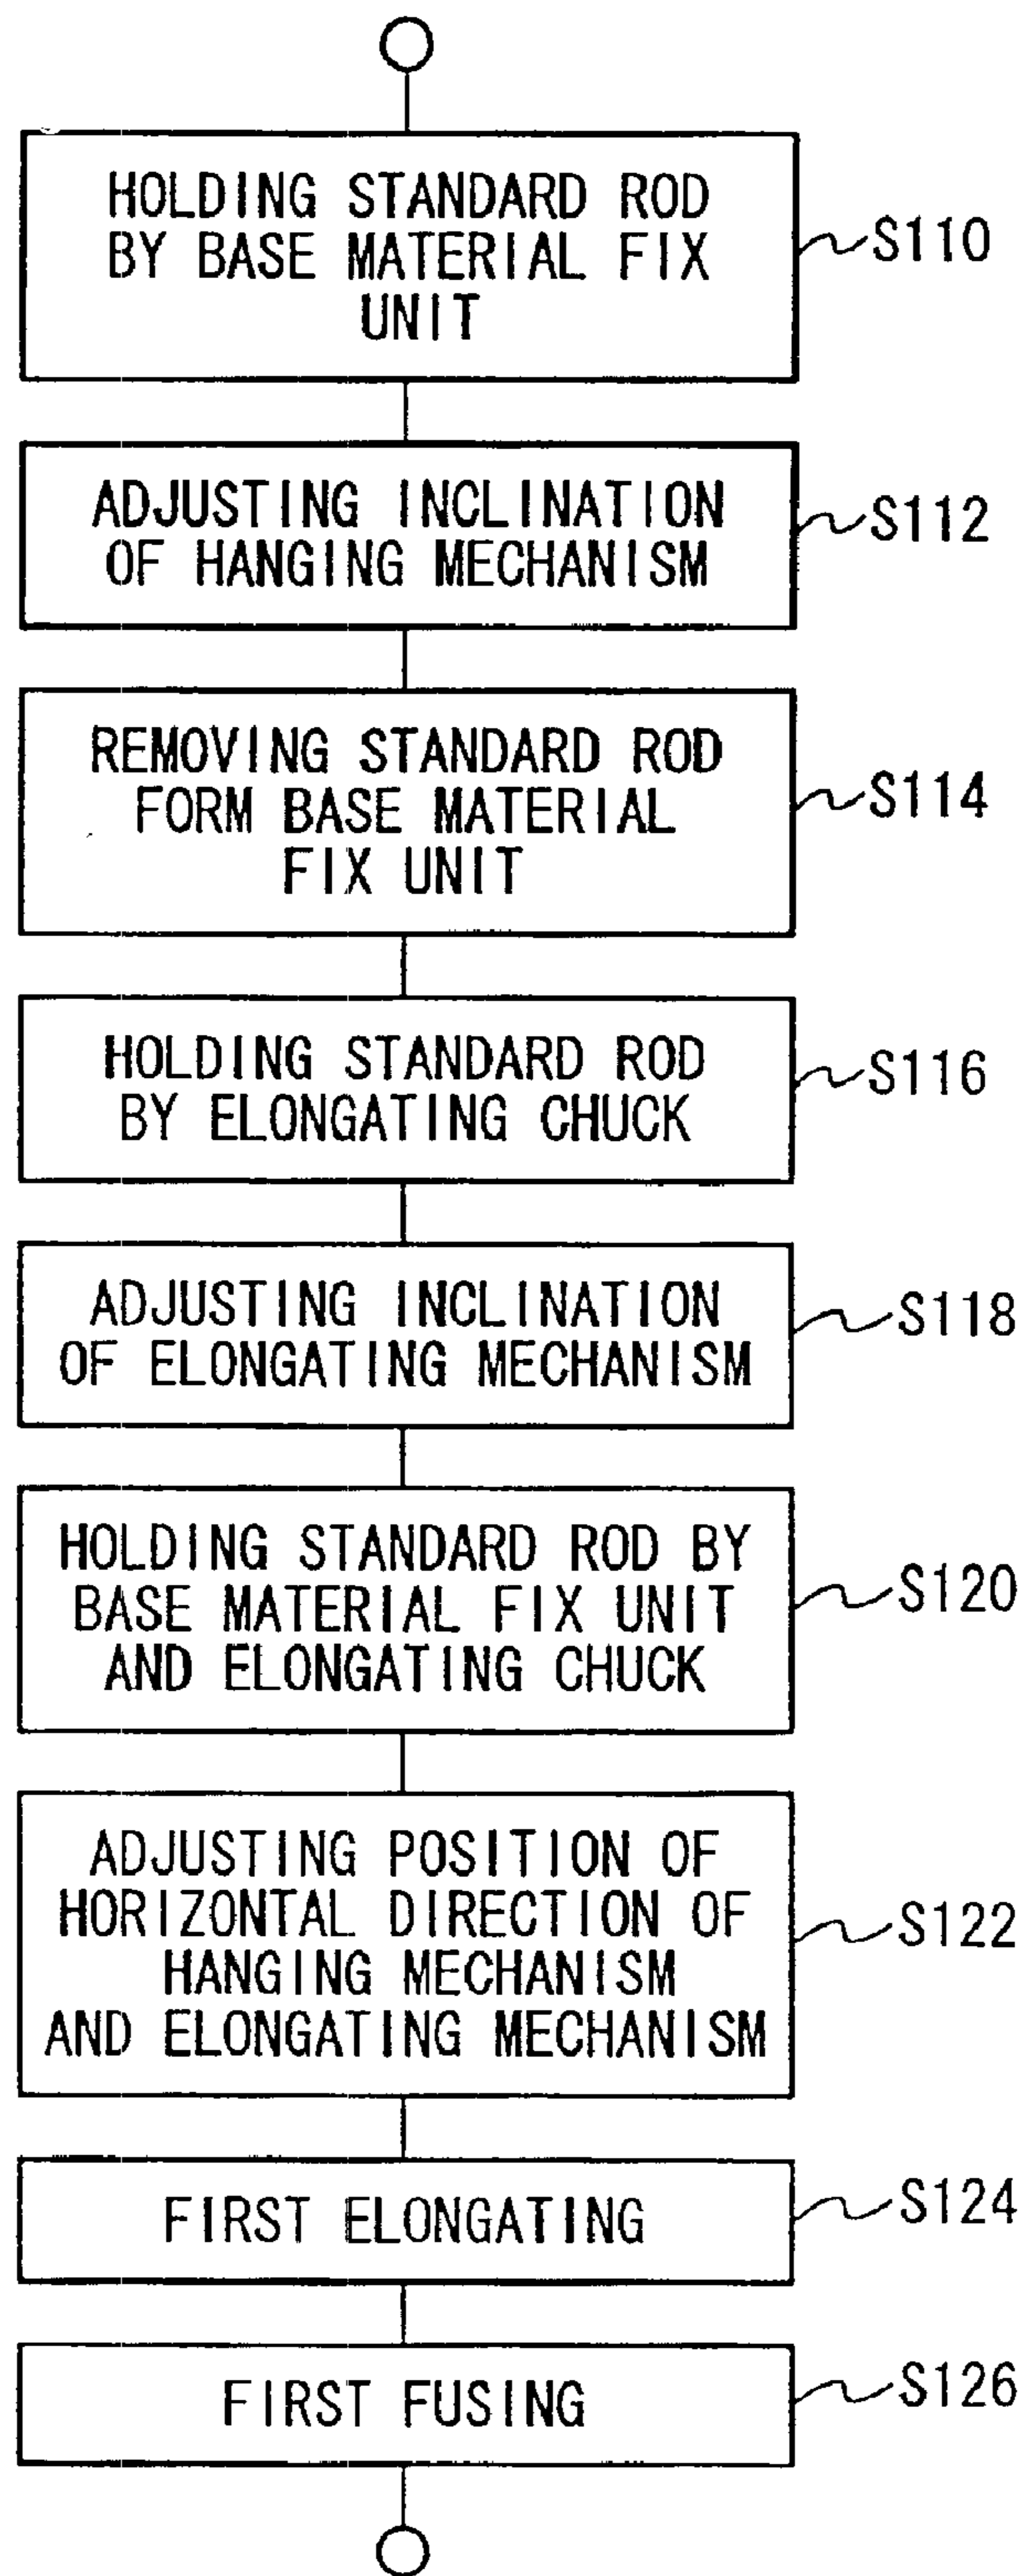 HOLDING STANDARD ROD
BY BASE MATERIAL FIX
UNIT
S110
ADJUSTING INCLINATION
OF HANGING MECHANISM
S112
REMOVING STANDARD ROD
FORM BASE MATERIAL
FIX UNIT
S114
HOLDING STANDARD ROD
BY ELONGATING CHUCK
S116
ADJUSTING INCLINATION
OF ELONGATING MECHANISM
S118
HOLDING STANDARD ROD BY
BASE MATERIAL FIX UNIT
AND ELONGATING CHUCK
S120
ADJUSTING POSITION OF
HORIZONTAL DIRECTION OF
HANGING MECHANISM
AND ELONGATING MECHANISM
S122
FIRST ELONGATING
S124
FIRST FUSING
S126